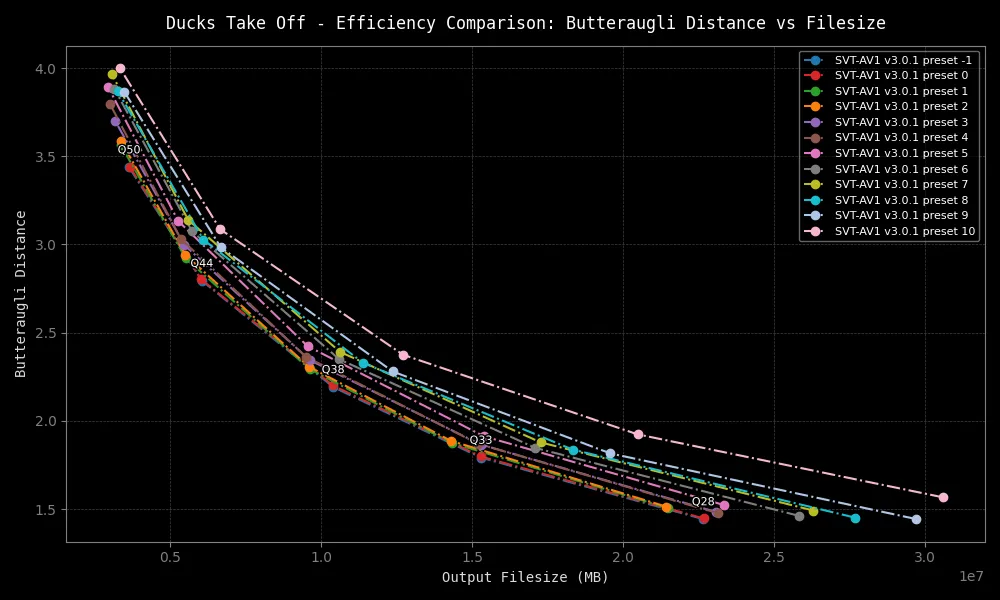 Ducks Take Off - Efficiency Comparison: Butteraugli Distance vs Filesize
SVT-AV1 v3.0.1 preset -1
SVT-AV1 v3.0.1 preset 0
SVT-AV1 v3.0.1 preset 1
SVT-AV1 v3.0.1 preset 2
SVT-AV1 v3.0.1 preset 3
SVT-AV1 v3.0.1 preset 4
SVT-AV1 v3.0.1 preset 5
SVT-AV1 v3.0.1 preset 6
SVT-AV1 v3.0.1 preset 7
SVT-AV1 v3.0.1 preset 8
SVT-AV1 v3.0.1 preset 9
SVT-AV1 v3.0.1 preset 10
Butteraugli Distance
4.0
3.5
3.0
2.5
2.0
1.5
Q50
Q44
Q38
Q33
Q28
0.5
1.0
1.5
2.0
2.5
3.0
1e7
Output Filesize (MB)